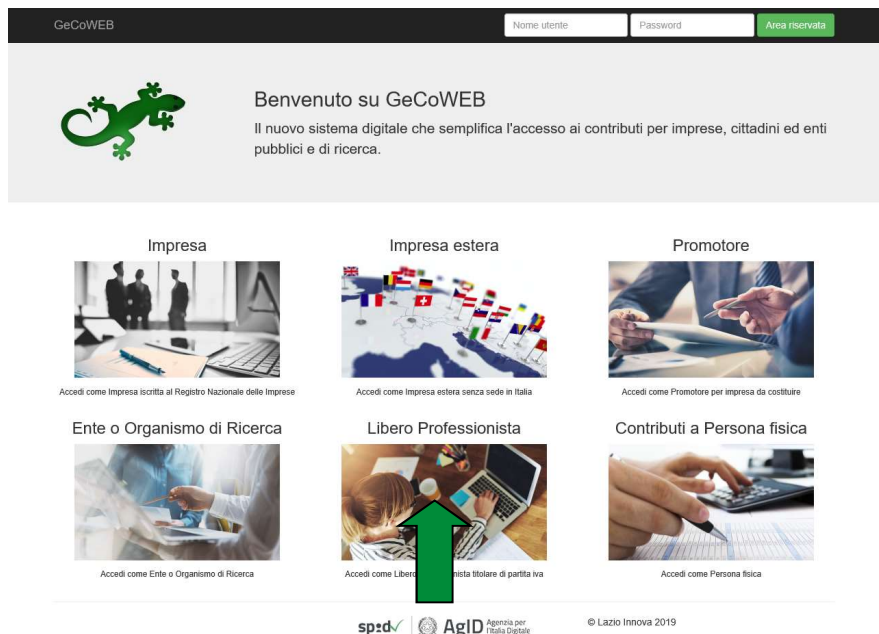 GeCoWEB
Nome utente
Password
Area riservata
Benvenuto su GeCoWEB
Il nuovo sistema digitale che semplifica l'accesso ai contributi per imprese, cittadini ed enti
pubblici e di ricerca.
Impresa
Impresa estera
Promotore
Accedi come Impresa iscritta al Registro Nazionale delle Imprese
Accedi come Impresa estera senza sede in Italia
Accedi come Promotore per impresa da costituire
Ente o Organismo di Ricerca
Libero Professionista
Contributi a Persona fisica
Accedi come Ente o Organismo di Ricerca
Accedi come Libero nista titolare di partita iva
Accedi come Persona fisica
sp:d
AgID
Agenzia per
l'Italia Digitale
© Lazio Innova 2019